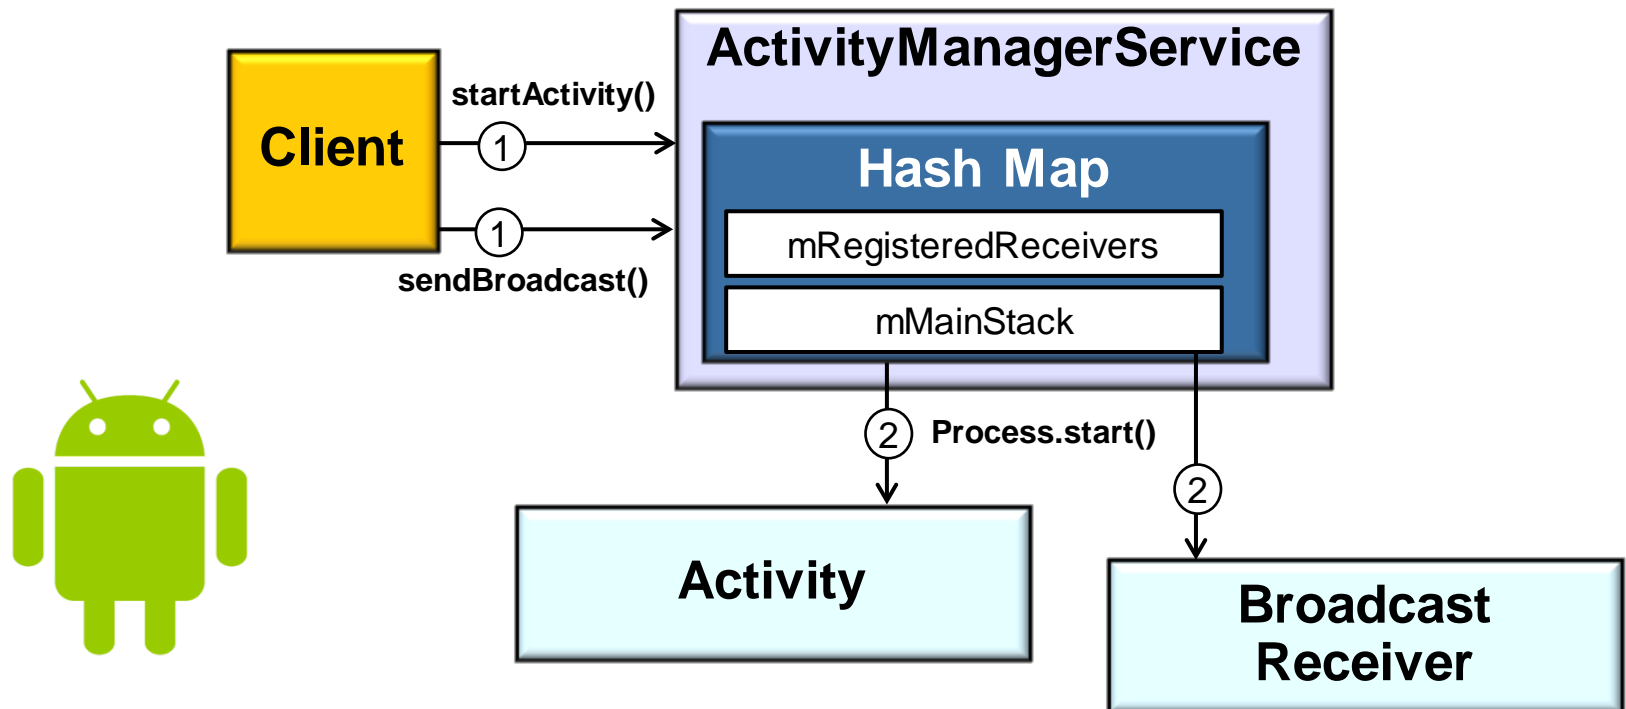 ActivityManagerService
startActivity()
Client
1
Hash Map
1
mRegisteredReceivers
sendBroadcast()
mMainStack
2
Process.start()
2
Activity
Broadcast
Receiver